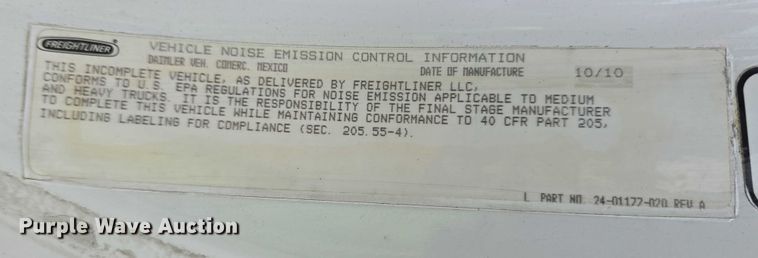 FREIGHTLINER
VEHICLE NOISE EMISSION CONTROL INFORMATION
DAIMLER VEH. COMERC. MEXICO DATE OF MANUFACTURE 10/10
THIS INCOMPLETE VEHICLE, AS DELIVERED BY FREIGHTLINER LLC,
CONFORMS TO U.S. EPA REGULATIONS FOR NOISE EMISSION APPLICABLE TO MEDIUM
AND HEAVY TRUCKS. IT IS THE RESPONSIBILITY OF THE FINAL STAGE MANUFACTURER
TO COMPLETE THIS VEHICLE WHILE MAINTAINING CONFORMANCE TO 40 CFR PART 205,
INCLUDING LABELING FOR COMPLIANCE (SEC. 205.55-4).
L PART NO. 24-01177-020 REV A
Purple Wave Auction